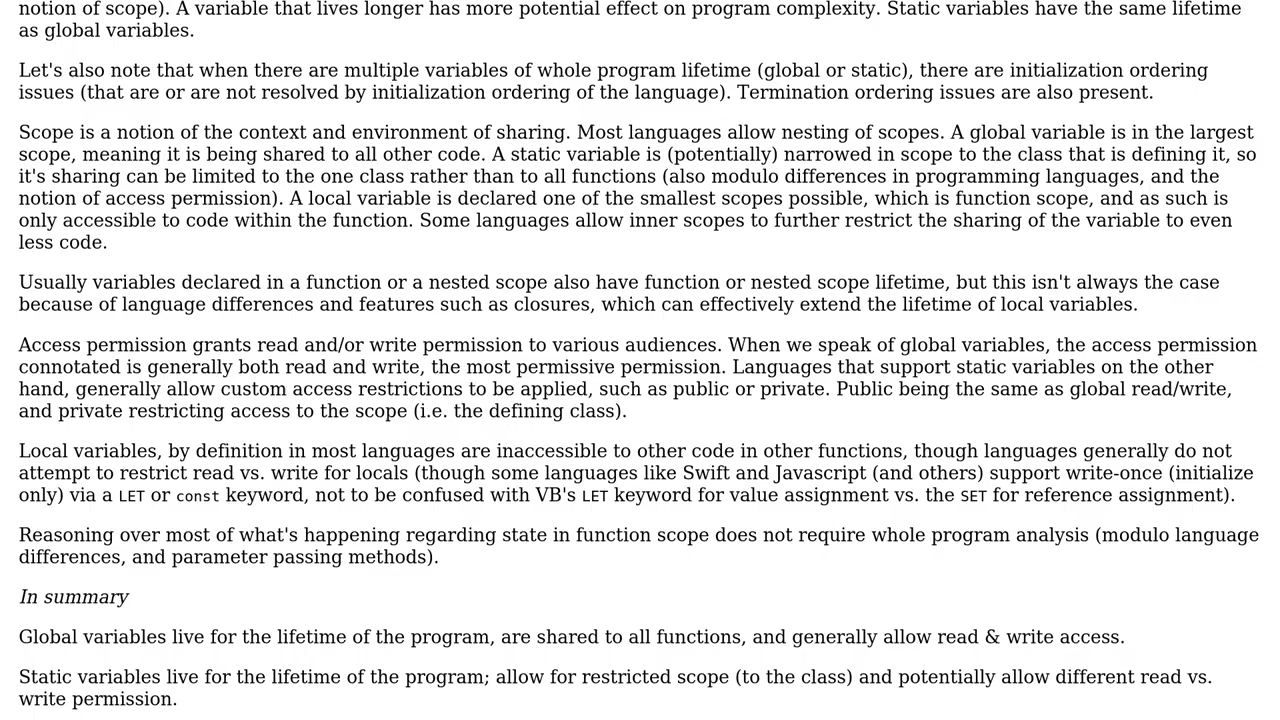 notion of scope). A variable that lives longer has more potential effect on program complexity. Static variables have the same lifetime
as global variables.
Let's also note that when there are multiple variables of whole program lifetime (global or static), there are initialization ordering
issues (that are or are not resolved by initialization ordering of the language). Termination ordering issues are also present.
Scope is a notion of the context and environment of sharing. Most languages allow nesting of scopes. A global variable is in the largest
scope, meaning it is being shared to all other code. A static variable is (potentially) narrowed in scope to the class that is defining it, so
it's sharing can be limited to the one class rather than to all functions (also modulo differences in programming languages, and the
notion of access permission). A local variable is declared one of the smallest scopes possible, which is function scope, and as such is
only accessible to code within the function. Some languages allow inner scopes to further restrict the sharing of the variable to even
less code.
Usually variables declared in a function or a nested scope also have function or nested scope lifetime, but this isn't always the case
because of language differences and features such as closures, which can effectively extend the lifetime of local variables.
Access permission grants read and/or write permission to various audiences. When we speak of global variables, the access permission
connotated is generally both read and write, the most permissive permission. Languages that support static variables on the other
hand, generally allow custom access restrictions to be applied, such as public or private. Public being the same as global read/write,
and private restricting access to the scope (i.e. the defining class).
Local variables, by definition in most languages are inaccessible to other code in other functions, though languages generally do not
attempt to restrict read vs. write for locals (though some languages like Swift and Javascript (and others) support write-once (initialize
only) via a LET or const keyword, not to be confused with VB's LET keyword for value assignment vs. the SET for reference assignment).
Reasoning over most of what's happening regarding state in function scope does not require whole program analysis (modulo language
differences, and parameter passing methods).
In summary
Global variables live for the lifetime of the program, are shared to all functions, and generally allow read & write access.
Static variables live for the lifetime of the program; allow for restricted scope (to the class) and potentially allow different read vs.
write permission.